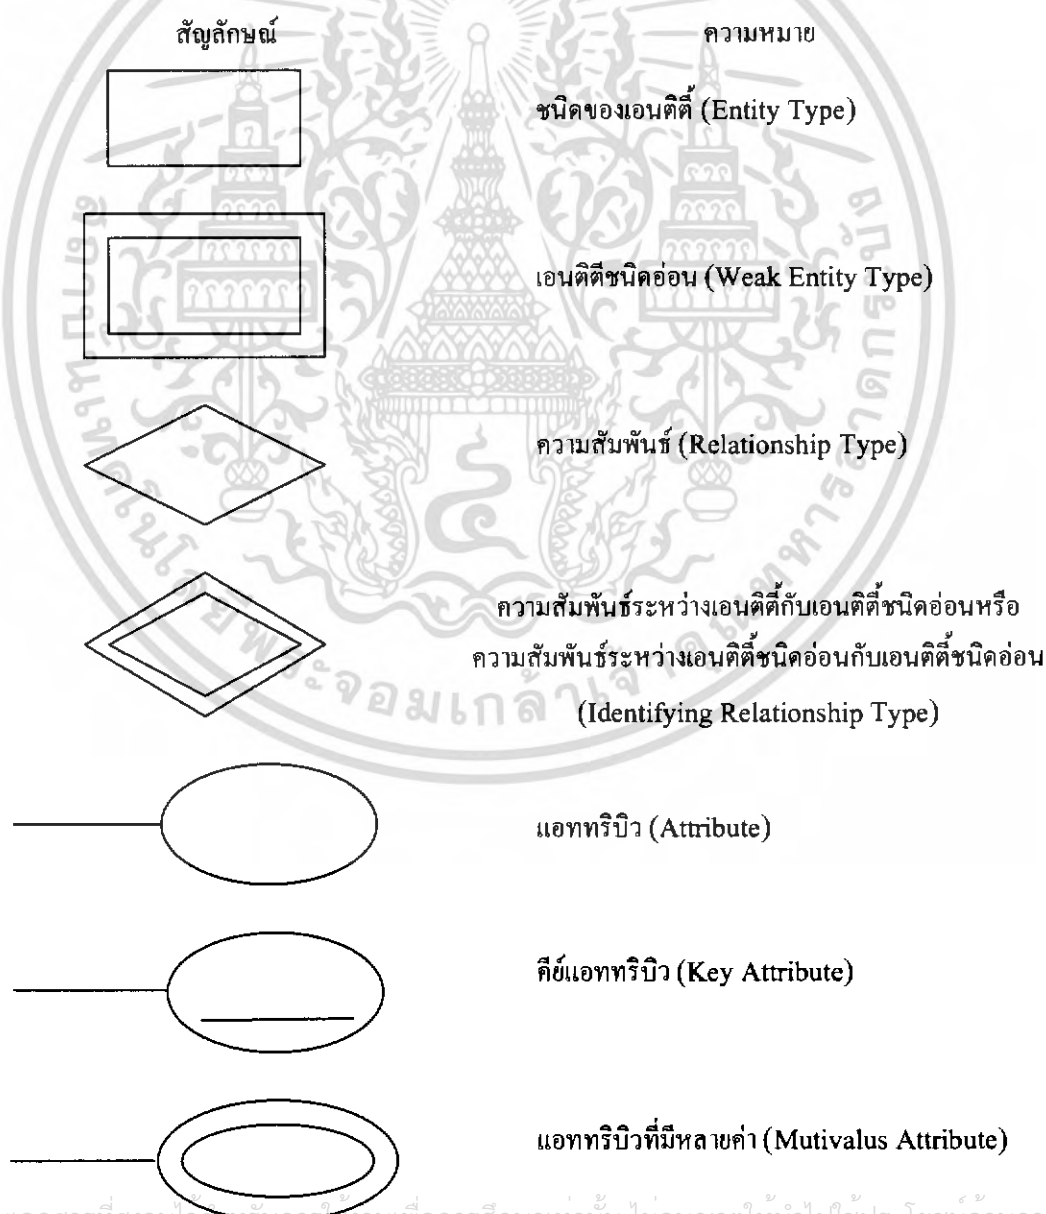 สัญลักษณ์ ความหมาย
ชนิดของเอนติตี้ (Entity Type)
เอนติตีชนิดอ่อน (Weak Entity Type)
ความสัมพันธ์ (Relationship Type)
ความสัมพันธ์ระหว่างเอนติตี้กับเอนติตี้ชนิดอ่อนหรือ
ความสัมพันธ์ระหว่างเอนติตี้ชนิดอ่อนกับเอนติตี้ชนิดอ่อน
(Identifying Relationship Type)
แอททริบิว (Attribute)
คีย์แอททริบิว (Key Attribute)
แอททริบิวที่มีหลายค่า (Mutivalus Attribute)